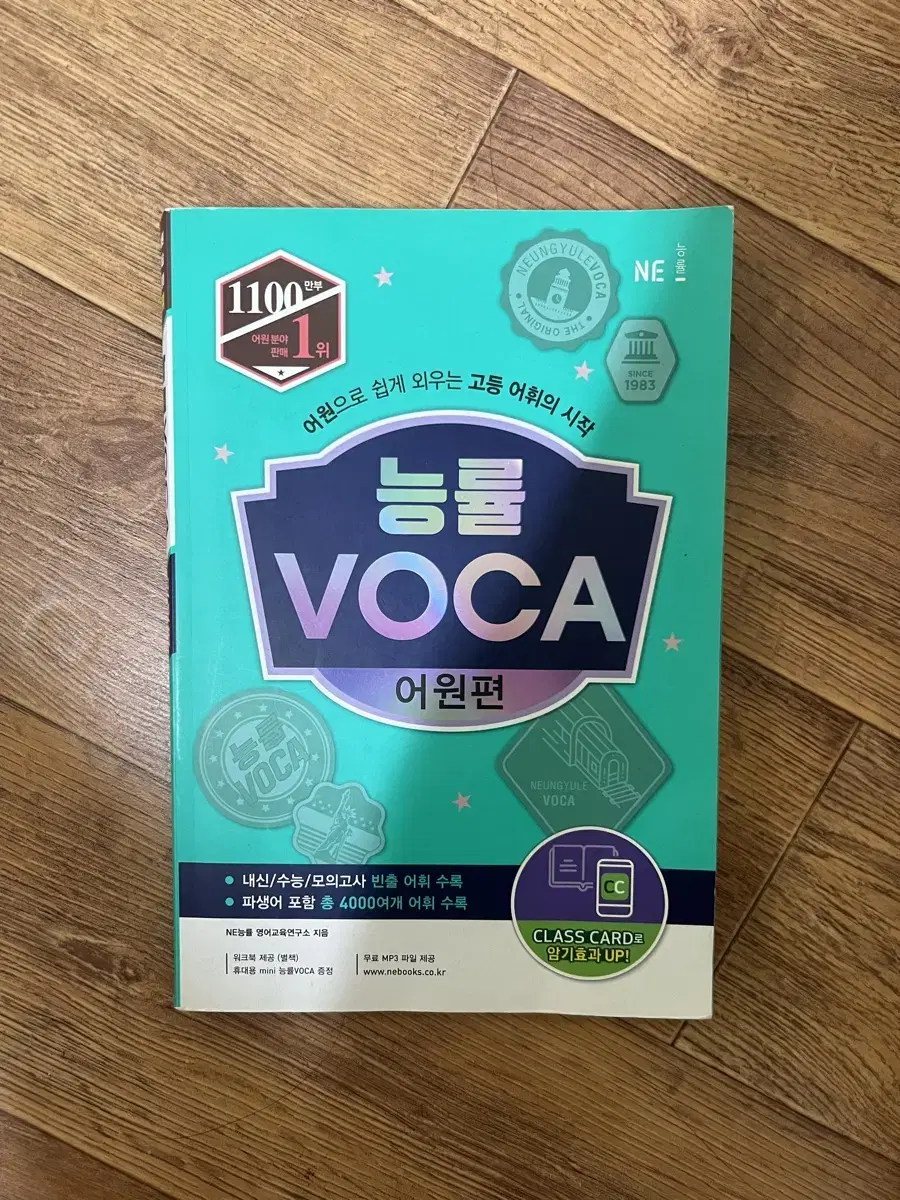 1100만부
어원 분야
판매 1위
NEUNGYULE VOCA
THE ORIGINAL
NE 능률
SINCE
1983
어원으로 쉽게 외우는 고등 어휘의 시작
능률
VOCA
어원편
능률
VOCA
NEUNGYULE
VOCA
내신/수능/모의고사 빈출 어휘 수록
파생어 포함 총 4000여개 어휘 수록
CC
CLASS CARD로
암기효과 UP!
NE능률 영어교육연구소 지음
워크북 제공 (별책)
휴대용 mini 능률VOCA 증정
무료 MP3 파일 제공
www.nebooks.co.kr